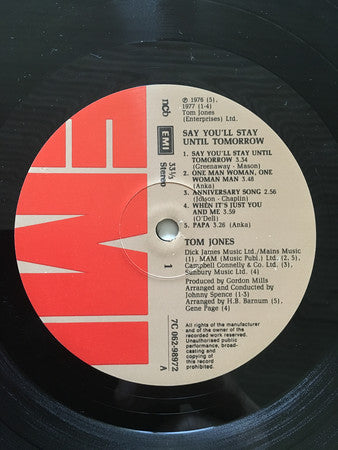 EMI
ncb
EMI
33⅓
Stereo
℗ 1976 (5),
1977 (1-4)
Tom Jones
(Enterprises) Ltd.
SAY YOU'LL STAY
UNTIL TOMORROW
1. SAY YOU'LL STAY UNTIL
TOMORROW 3.34
(Greenaway - Mason)
2. ONE MAN WOMAN, ONE
WOMAN MAN 3.48
(Anka)
3. ANNIVERSARY SONG 2.56
(Jolson - Chaplin)
4. WHEN IT'S JUST YOU
AND ME 3.59
(O'Dell)
5. PAPA 3.26 (Anka)
TOM JONES
Dick James Music Ltd./Mains Music
(1), MAM (Music Publ.) Ltd. (2, 5),
Campbell Connelly & Co. Ltd. (3),
Sunbury Music Ltd. (4)
Produced by Gordon Mills
Arranged and Conducted by
Johnny Spence (1-3)
Arranged by H.B. Barnum (5),
Gene Page (4)
1
7C 062-98972
A
All rights of the manufacturer
and of the owner of the
recorded work reserved.
Unauthorised public
performance, broad-
casting and
copying of
this record
prohibited.